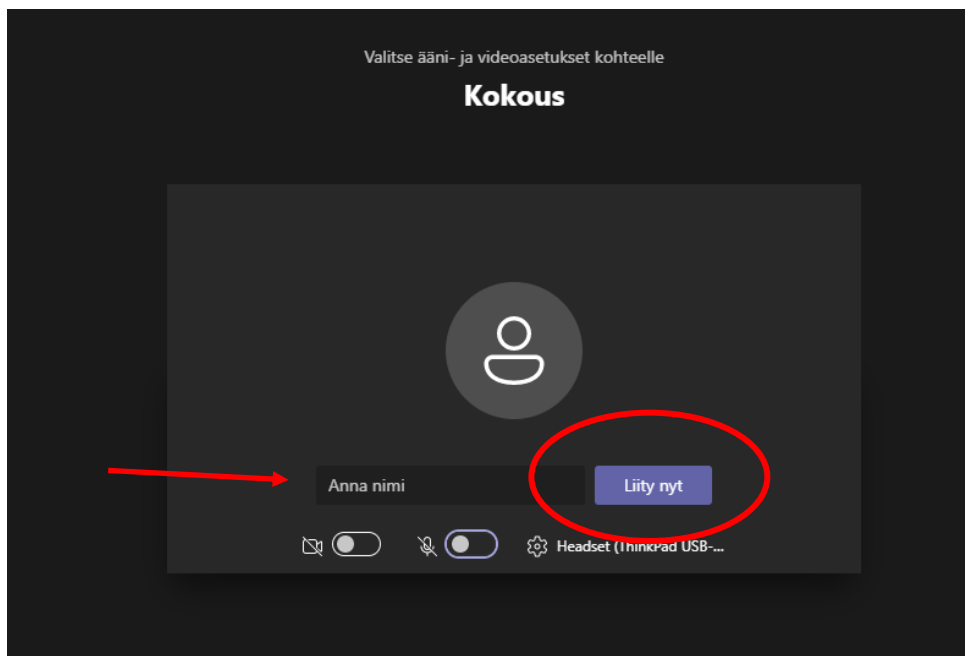 Valitse ääni- ja videoasetukset kohteelle
Kokous
Anna nimi
Liity nyt
Headset (ThinkPad USB-...